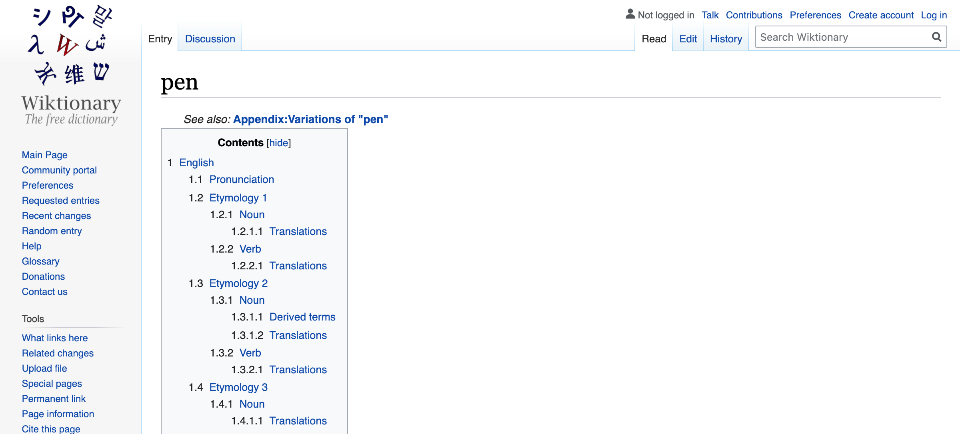 Wiktionary
The free dictionary
Main Page
Community portal
Preferences
Requested entries
Recent changes
Random entry
Help
Glossary
Donations
Contact us
Tools
What links here
Related changes
Upload file
Special pages
Permanent link
Page information
Cite this page
Not logged in Talk Contributions Preferences Create account Log in
Entry Discussion Read Edit History Search Wiktionary
pen
See also: Appendix:Variations of "pen"
Contents [hide]
1 English
1.1 Pronunciation
1.2 Etymology 1
1.2.1 Noun
1.2.1.1 Translations
1.2.2 Verb
1.2.2.1 Translations
1.3 Etymology 2
1.3.1 Noun
1.3.1.1 Derived terms
1.3.1.2 Translations
1.3.2 Verb
1.3.2.1 Translations
1.4 Etymology 3
1.4.1 Noun
1.4.1.1 Translations